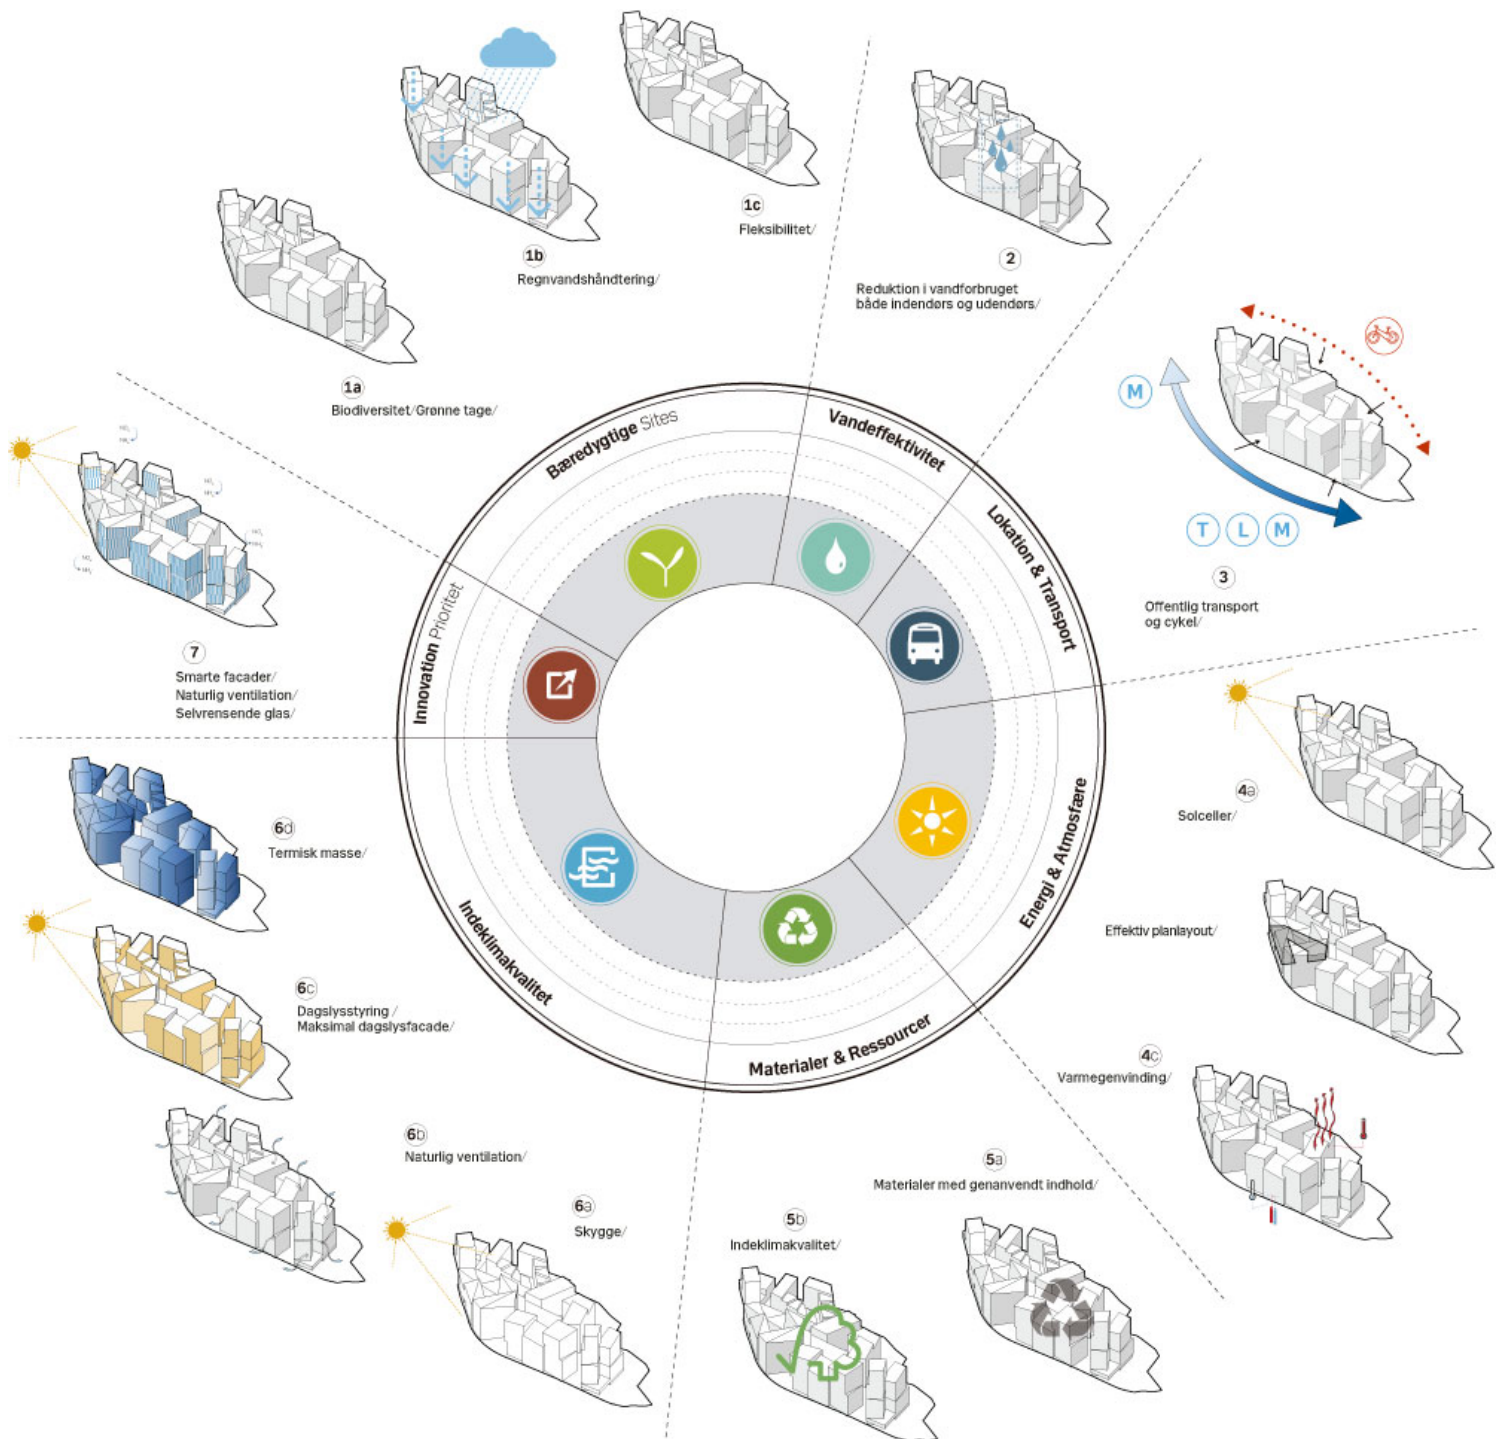 1a
Biodiversitet/Grønne tage/
1b
Regnvandshåndtering/
1c
Fleksibilitet/
2
Reduktion i vandforbruget
både indendørs og udendørs/
M
T L M
3
Offentlig transport
og cykel/
4a
Solceller/
Effektiv planlayout/
4c
Varmegenvinding/
5a
Materialer med genanvendt indhold/
5b
Indeklimakvalitet/
6a
Skygge/
6b
Naturlig ventilation/
6c
Dagslysstyring /
Maksimal dagslysfacade/
6d
Termisk masse/
7
Smarte facader/
Naturlig ventilation/
Selvrensende glas/
Bæredygtige Sites
Vandeffektivitet
Lokation & Transport
Energi & Atmosfære
Materialer & Ressourcer
Indeklimakvalitet
Innovation Prioritet